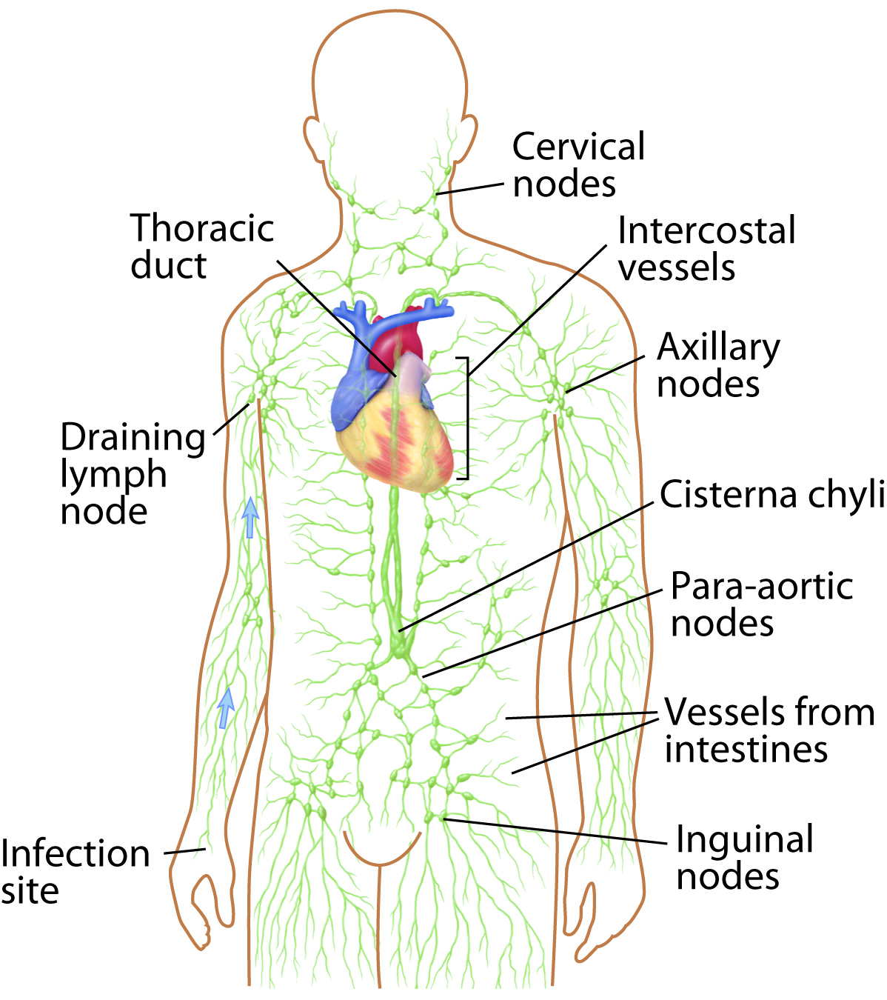 Cervical
nodes
Thoracic
duct
Intercostal
vessels
Axillary
nodes
Draining
lymph
node
Cisterna chyli
Para-aortic
nodes
Vessels from
intestines
Infection
site
Inguinal
nodes